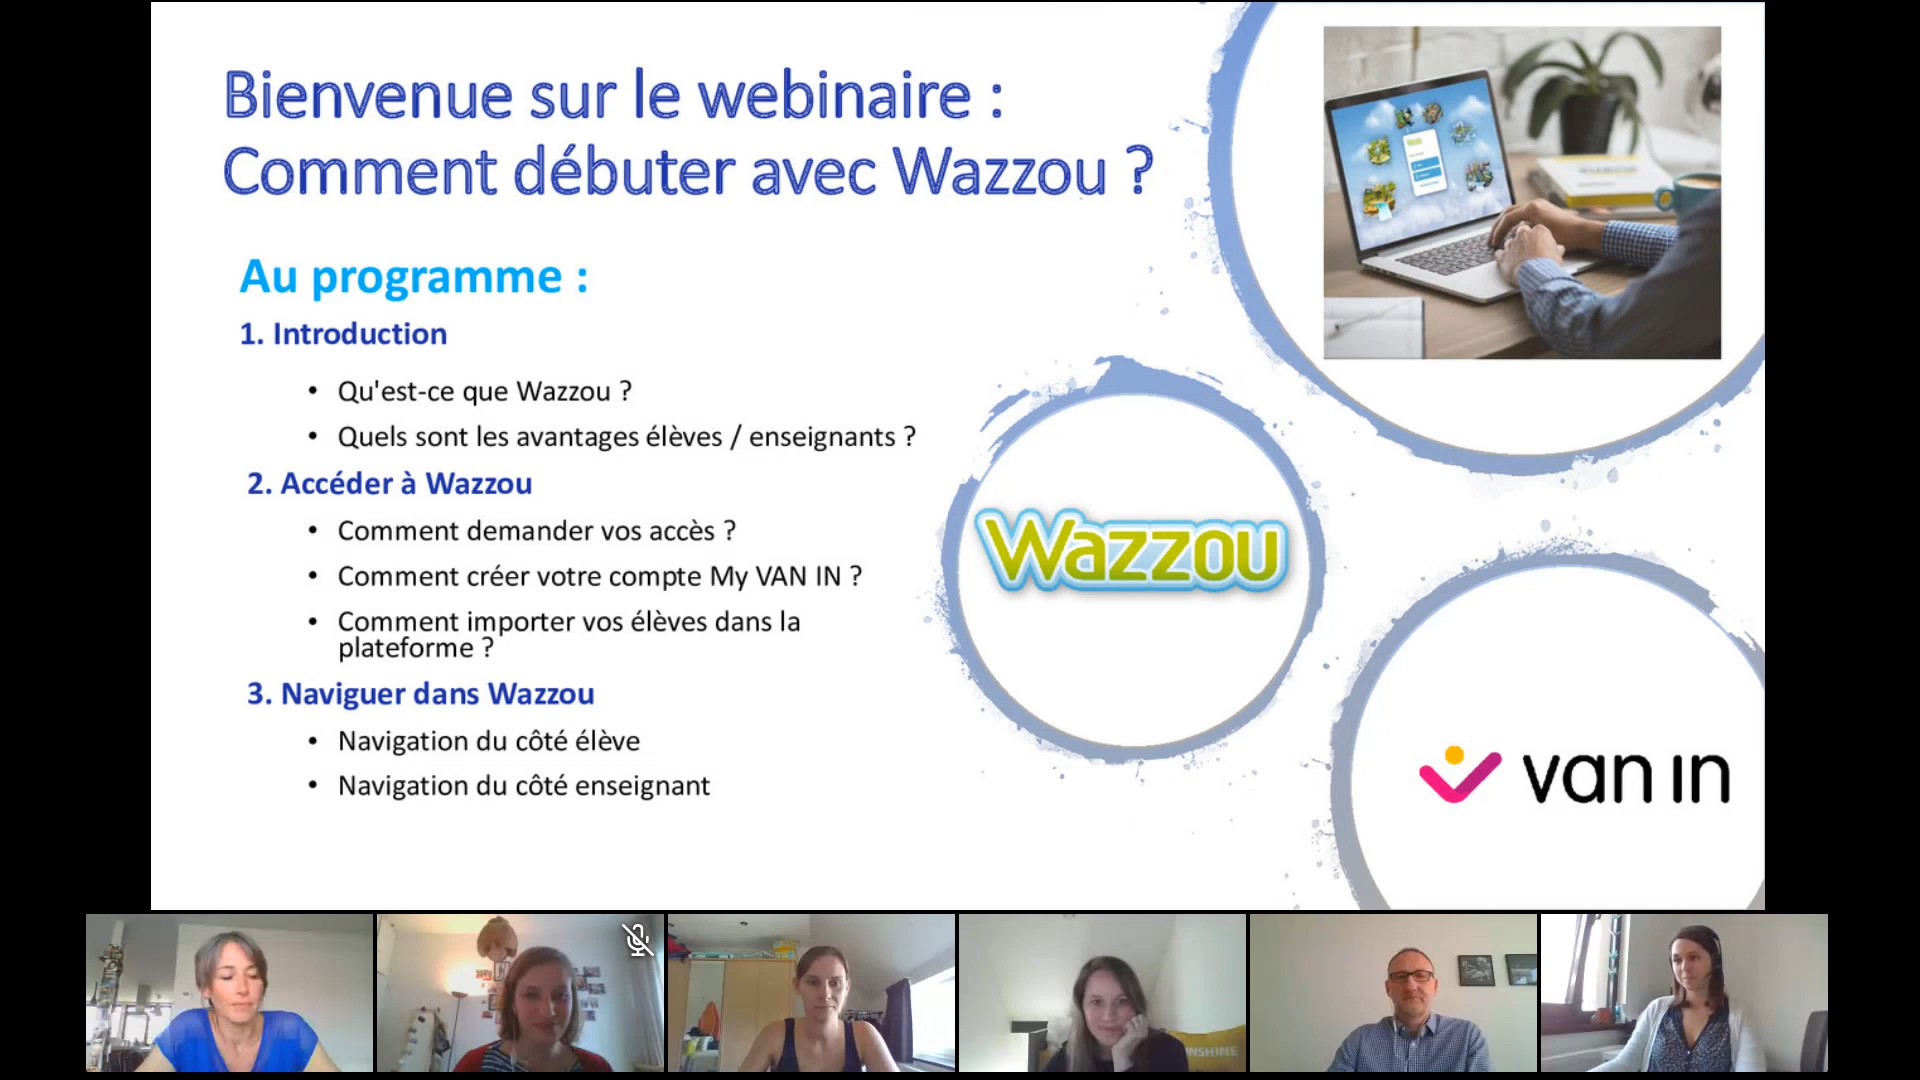 Bienvenue sur le webinaire :
Comment débuter avec Wazzou ?
Au programme :
1. Introduction
• Qu'est-ce que Wazzou ?
• Quels sont les avantages élèves / enseignants ?
2. Accéder à Wazzou
• Comment demander vos accès ?
• Comment créer votre compte My VAN IN ?
• Comment importer vos élèves dans la
plateforme ?
3. Naviguer dans Wazzou
• Navigation du côté élève
• Navigation du côté enseignant
Wazzou
van in
NSHINE